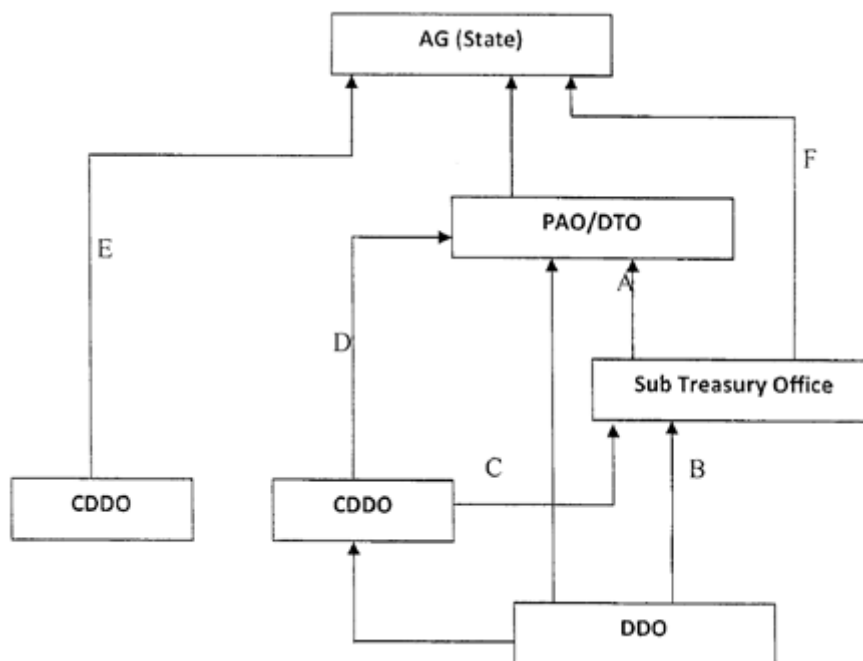 AG (State)
F
PAO/DTO
E
A
D
Sub Treasury Office
C
B
CDDO
CDDO
DDO